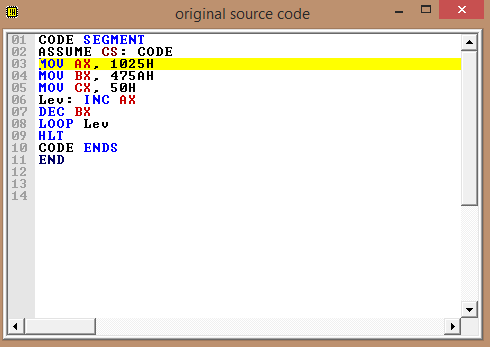 original source code
01 CODE SEGMENT
02 ASSUME CS: CODE
03 MOV AX, 1025H
04 MOV BX, 475AH
05 MOV CX, 50H
06 Lev: INC AX
07 DEC BX
08 LOOP Lev
09 HLT
10 CODE ENDS
11 END
12
13
14